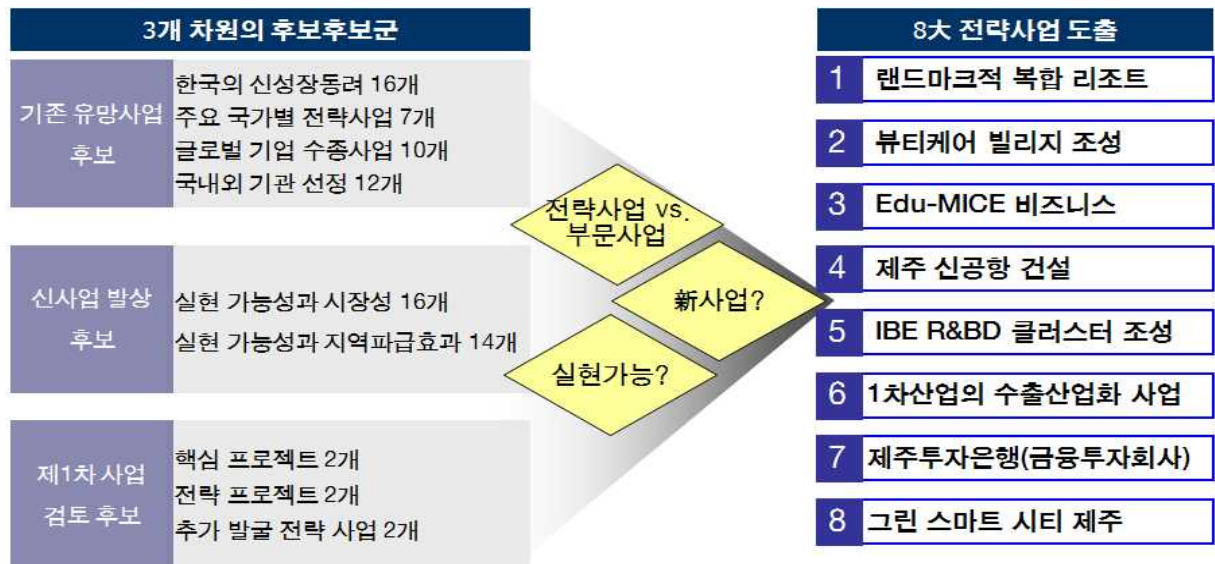 3개 차원의 후보후보군
기존 유망사업
후보
한국의 신성장동려 16개
주요 국가별 전략사업 7개
글로벌 기업 수종사업 10개
국내외 기관 선정 12개
신사업 발상
후보
실현 가능성과 시장성 16개
실현 가능성과 지역파급효과 14개
제1차 사업
검토 후보
핵심 프로젝트 2개
전략 프로젝트 2개
추가 발굴 전략 사업 2개
전략사업 vs.
부문사업
新사업?
실현가능?
8大 전략사업 도출
1 랜드마크적 복합 리조트
2 뷰티케어 빌리지 조성
3 Edu-MICE 비즈니스
4 제주 신공항 건설
5 IBE R&BD 클러스터 조성
6 1차산업의 수출산업화 사업
7 제주투자은행(금융투자회사)
8 그린 스마트 시티 제주